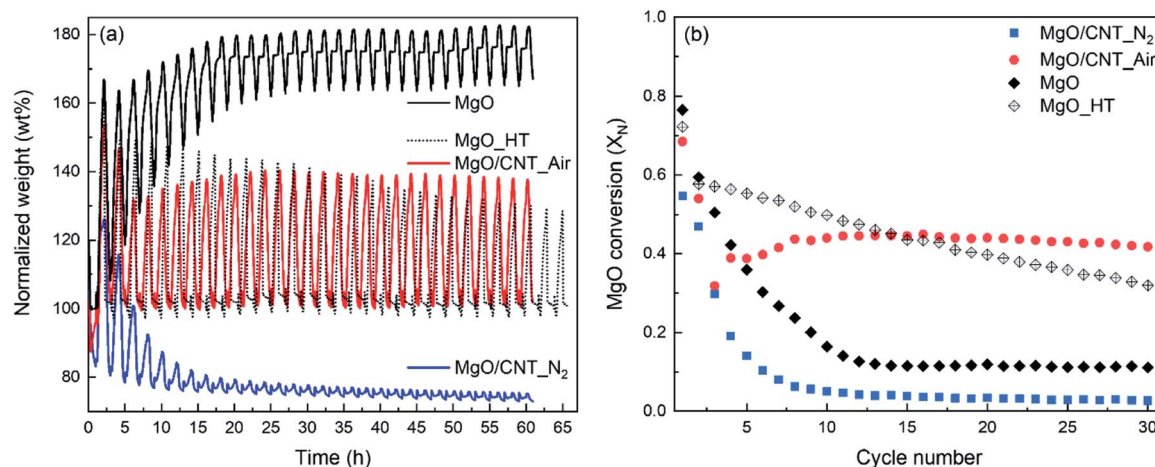 (a)
Normalized weight (wt%)
180
160
140
120
100
80
MgO
MgO_HT
MgO/CNT_Air
MgO/CNT_N₂
0 5 10 15 20 25 30 35 40 45 50 55 60 65
Time (h)
(b)
MgO conversion (X_N)
1.0
0.8
0.6
0.4
0.2
0.0
MgO/CNT_N₂
MgO/CNT_Air
MgO
MgO_HT
0 5 10 15 20 25 30
Cycle number